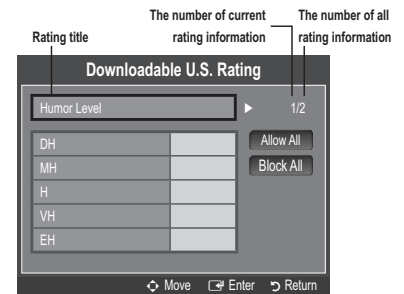 The number of current
rating information
The number of all
rating information
Rating title
Downloadable U.S. Rating
Humor Level
1/2
DH
MH
H
VH
EH
Allow All
Block All
Move
Enter
Return